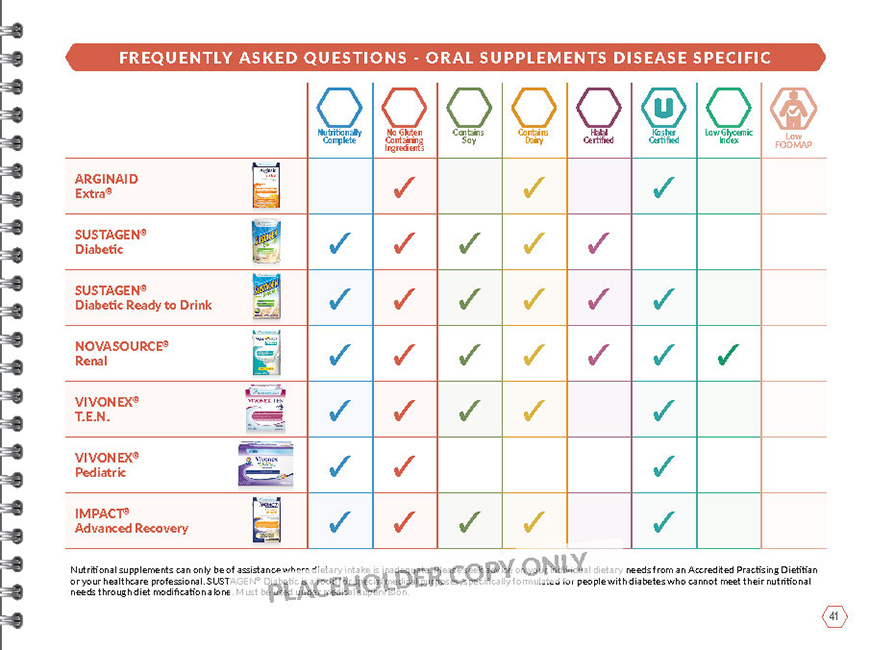 FREQUENTLY ASKED QUESTIONS - ORAL SUPPLEMENTS DISEASE SPECIFIC
Nutritionally
Complete
No Gluten
Containing
Ingredients
Contains
Soy
Contains
Dairy
Halal
Certified
U
Kosher
Certified
Low Glycemic
Index
Low
FODMAP
ARGINAID
Extra®
SUSTAGEN®
Diabetic
SUSTAGEN®
Diabetic Ready to Drink
NOVASOURCE®
Renal
VIVONEX®
T.E.N.
VIVONEX®
Pediatric
IMPACT®
Advanced Recovery
Nutritional supplements can only be of assistance where dietary intake is inadequate. Please seek advice on your individual dietary needs from an Accredited Practising Dietitian
or your healthcare professional. SUSTAGEN® Diabetic is a food for special medical purposes specifically formulated for people with diabetes who cannot meet their nutritional
needs through diet modification alone. Must be used under medical supervision.
PLACEHOLDER COPY ONLY
41